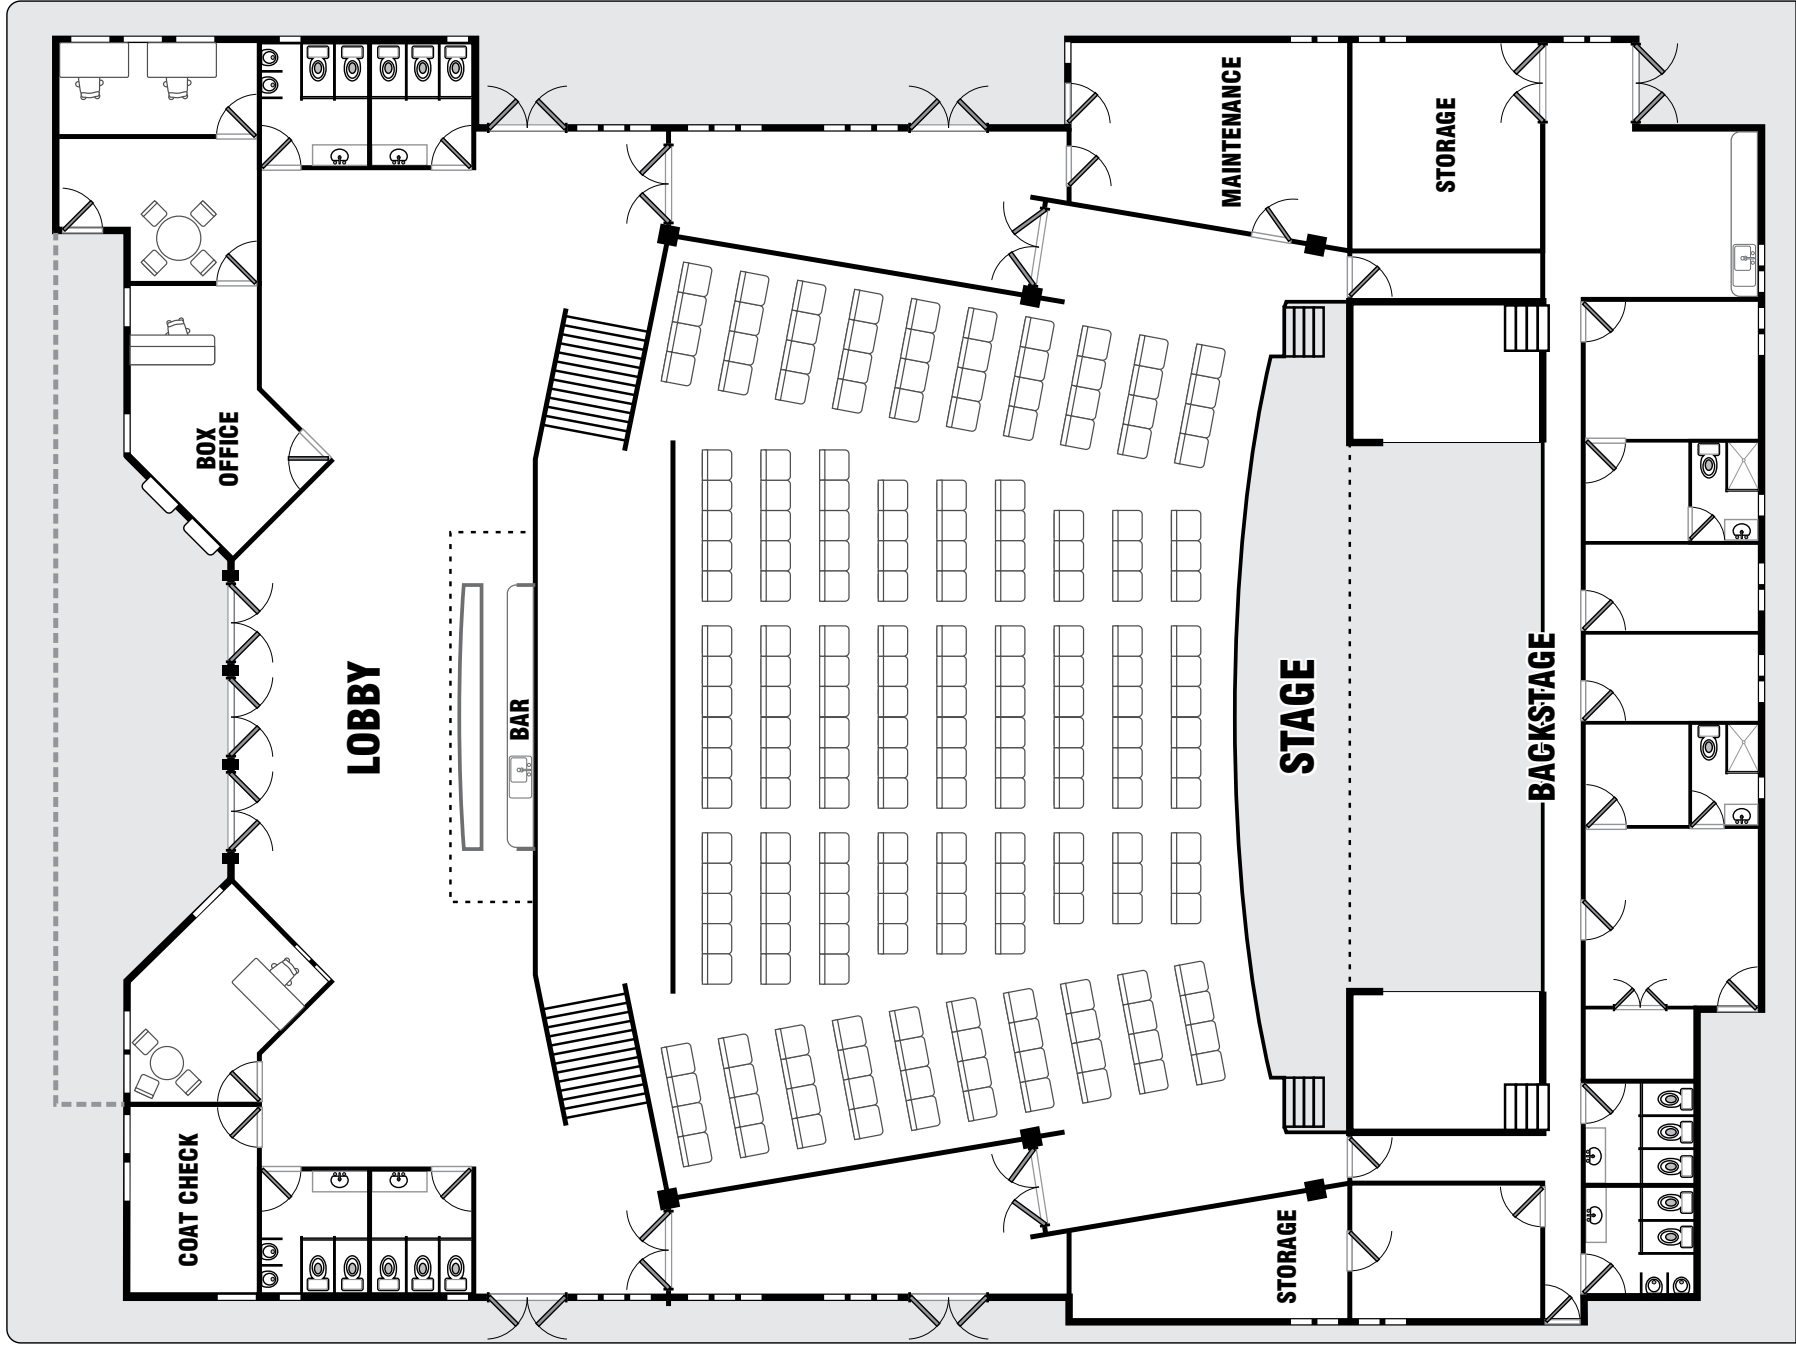 MAINTENANCE
STORAGE
BOX
OFFICE
LOBBY
BAR
STAGE
BACKSTAGE
COAT CHECK
STORAGE